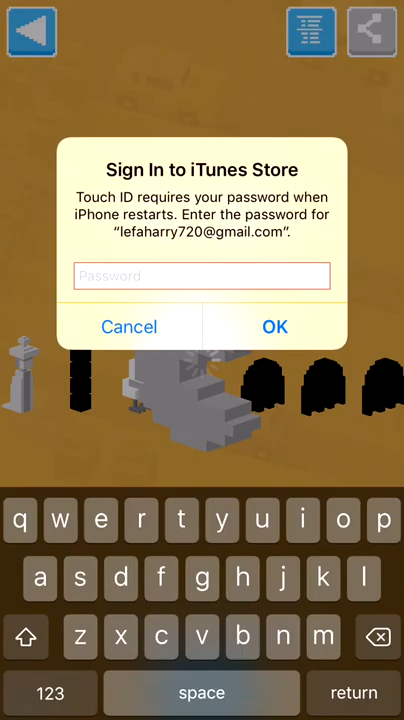 Sign In to iTunes Store
Touch ID requires your password when
iPhone restarts. Enter the password for
“lefaharry720@gmail.com”.
Password
Cancel OK
q w e r t y u i o p
a s d f g h j k l
z x c v b n m
123 space return